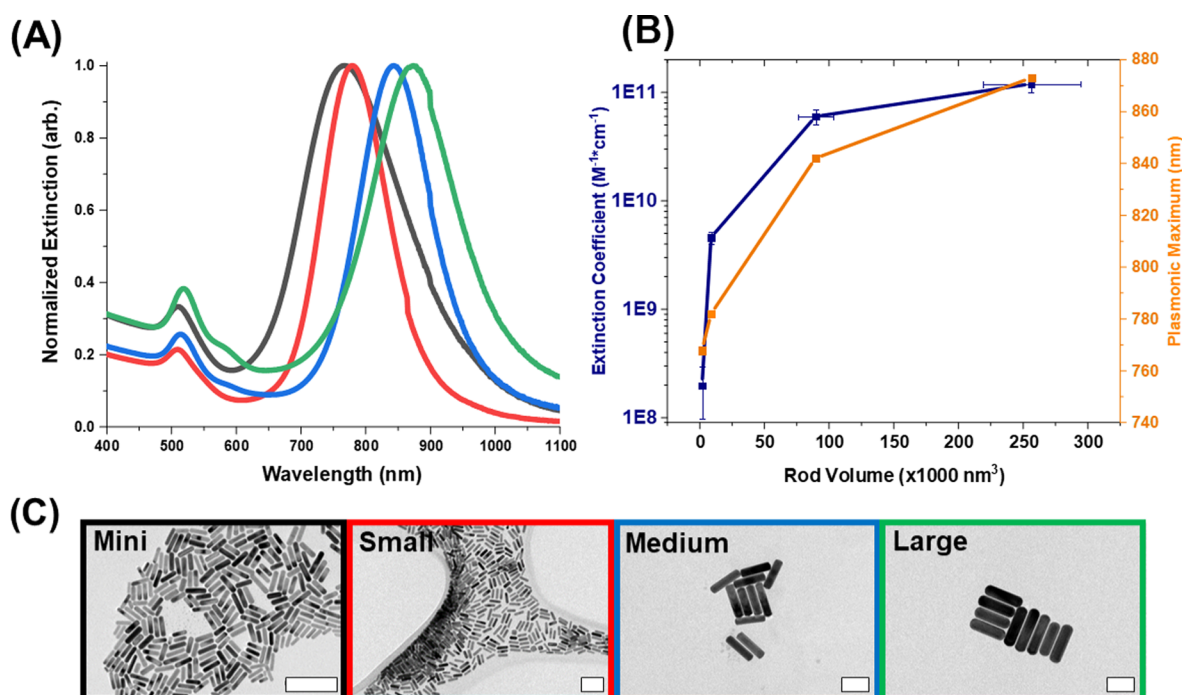 (A)
Normalized Extinction (arb.)
1.0
0.8
0.6
0.4
0.2
0.0
400 500 600 700 800 900 1000 1100
Wavelength (nm)
(B)
Extinction Coefficient (M⁻¹*cm⁻¹)
1E11
1E10
1E9
1E8
880
860
840
820
800
780
760
740
Plasmonic Maximum (nm)
0 50 100 150 200 250 300
Rod Volume (x1000 nm³)
(C)
Mini
Small
Medium
Large